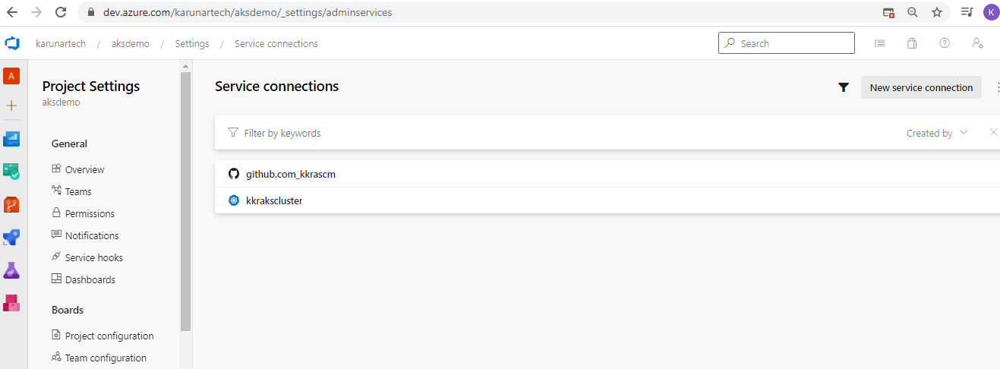 dev.azure.com/karunartech/aksdemo/_settings/adminservices
K
karunartech / aksdemo / Settings / Service connections
Search
A
Project Settings
aksdemo
General
Overview
Teams
Permissions
Notifications
Service hooks
Dashboards
Boards
Project configuration
Team configuration
Service connections
New service connection
Filter by keywords
Created by
github.com_kkrascm
kkrakscluster